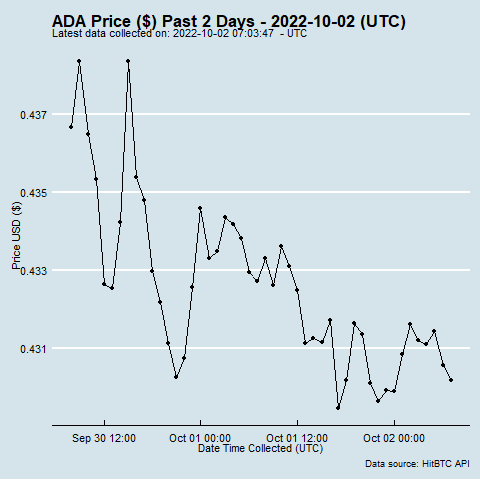 ADA Price ($) Past 2 Days - 2022-10-02 (UTC)
Latest data collected on: 2022-10-02 07:03:47 - UTC
0.437
0.435
0.433
0.431
Price USD ($)
Sep 30 12:00
Oct 01 00:00
Oct 01 12:00
Oct 02 00:00
Date Time Collected (UTC)
Data source: HitBTC API